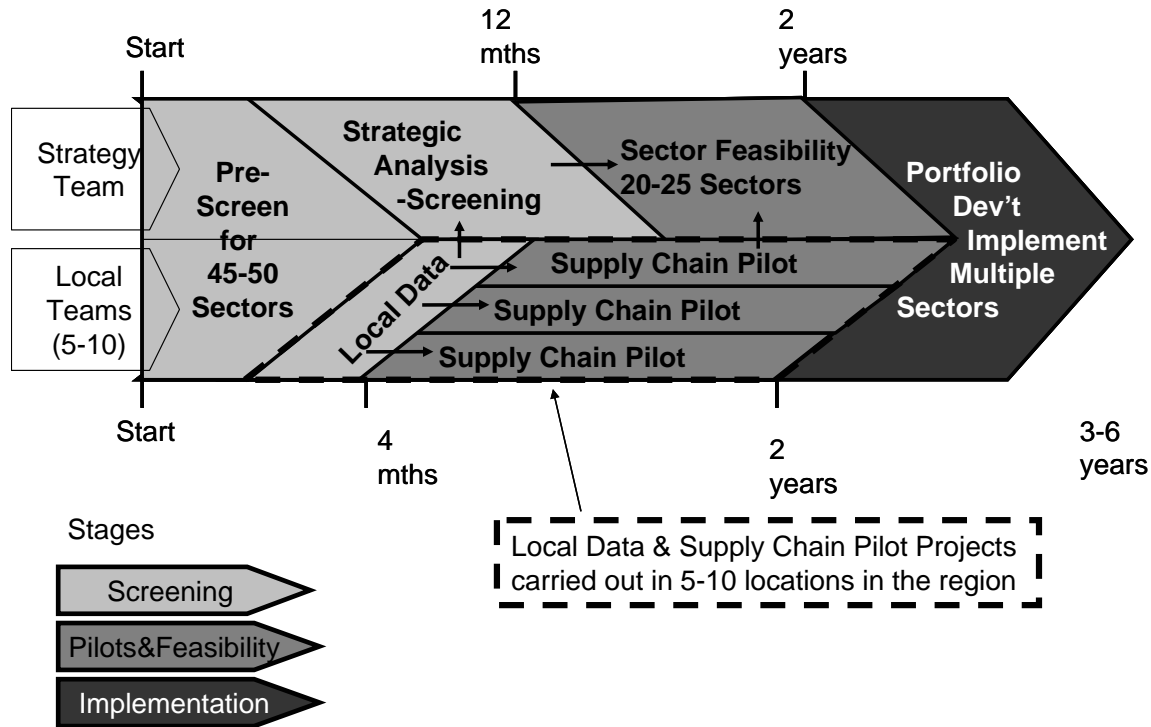 Start
12
mths
2
years
Strategy
Team
Pre-
Screen
for
45-50
Sectors
Strategic
Analysis
-Screening
Sector Feasibility
20-25 Sectors
Portfolio
Dev't
Implement
Multiple
Sectors
Local
Teams
(5-10)
Local Data
Supply Chain Pilot
Supply Chain Pilot
Supply Chain Pilot
Start
4
mths
2
years
3-6
years
Stages
Screening
Pilots&Feasibility
Implementation
Local Data & Supply Chain Pilot Projects
carried out in 5-10 locations in the region